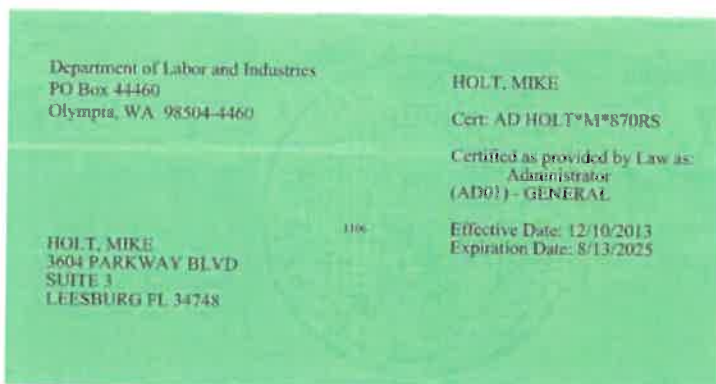 Department of Labor and Industries
PO Box 44460
Olympia, WA 98504-4460
HOLT, MIKE
3604 PARKWAY BLVD
SUITE 3
LEESBURG FL 34748
1106
HOLT, MIKE
Cert: AD HOLT*M*870RS
Certified as provided by Law as:
Administrator
(AD01) - GENERAL
Effective Date: 12/10/2013
Expiration Date: 8/13/2025